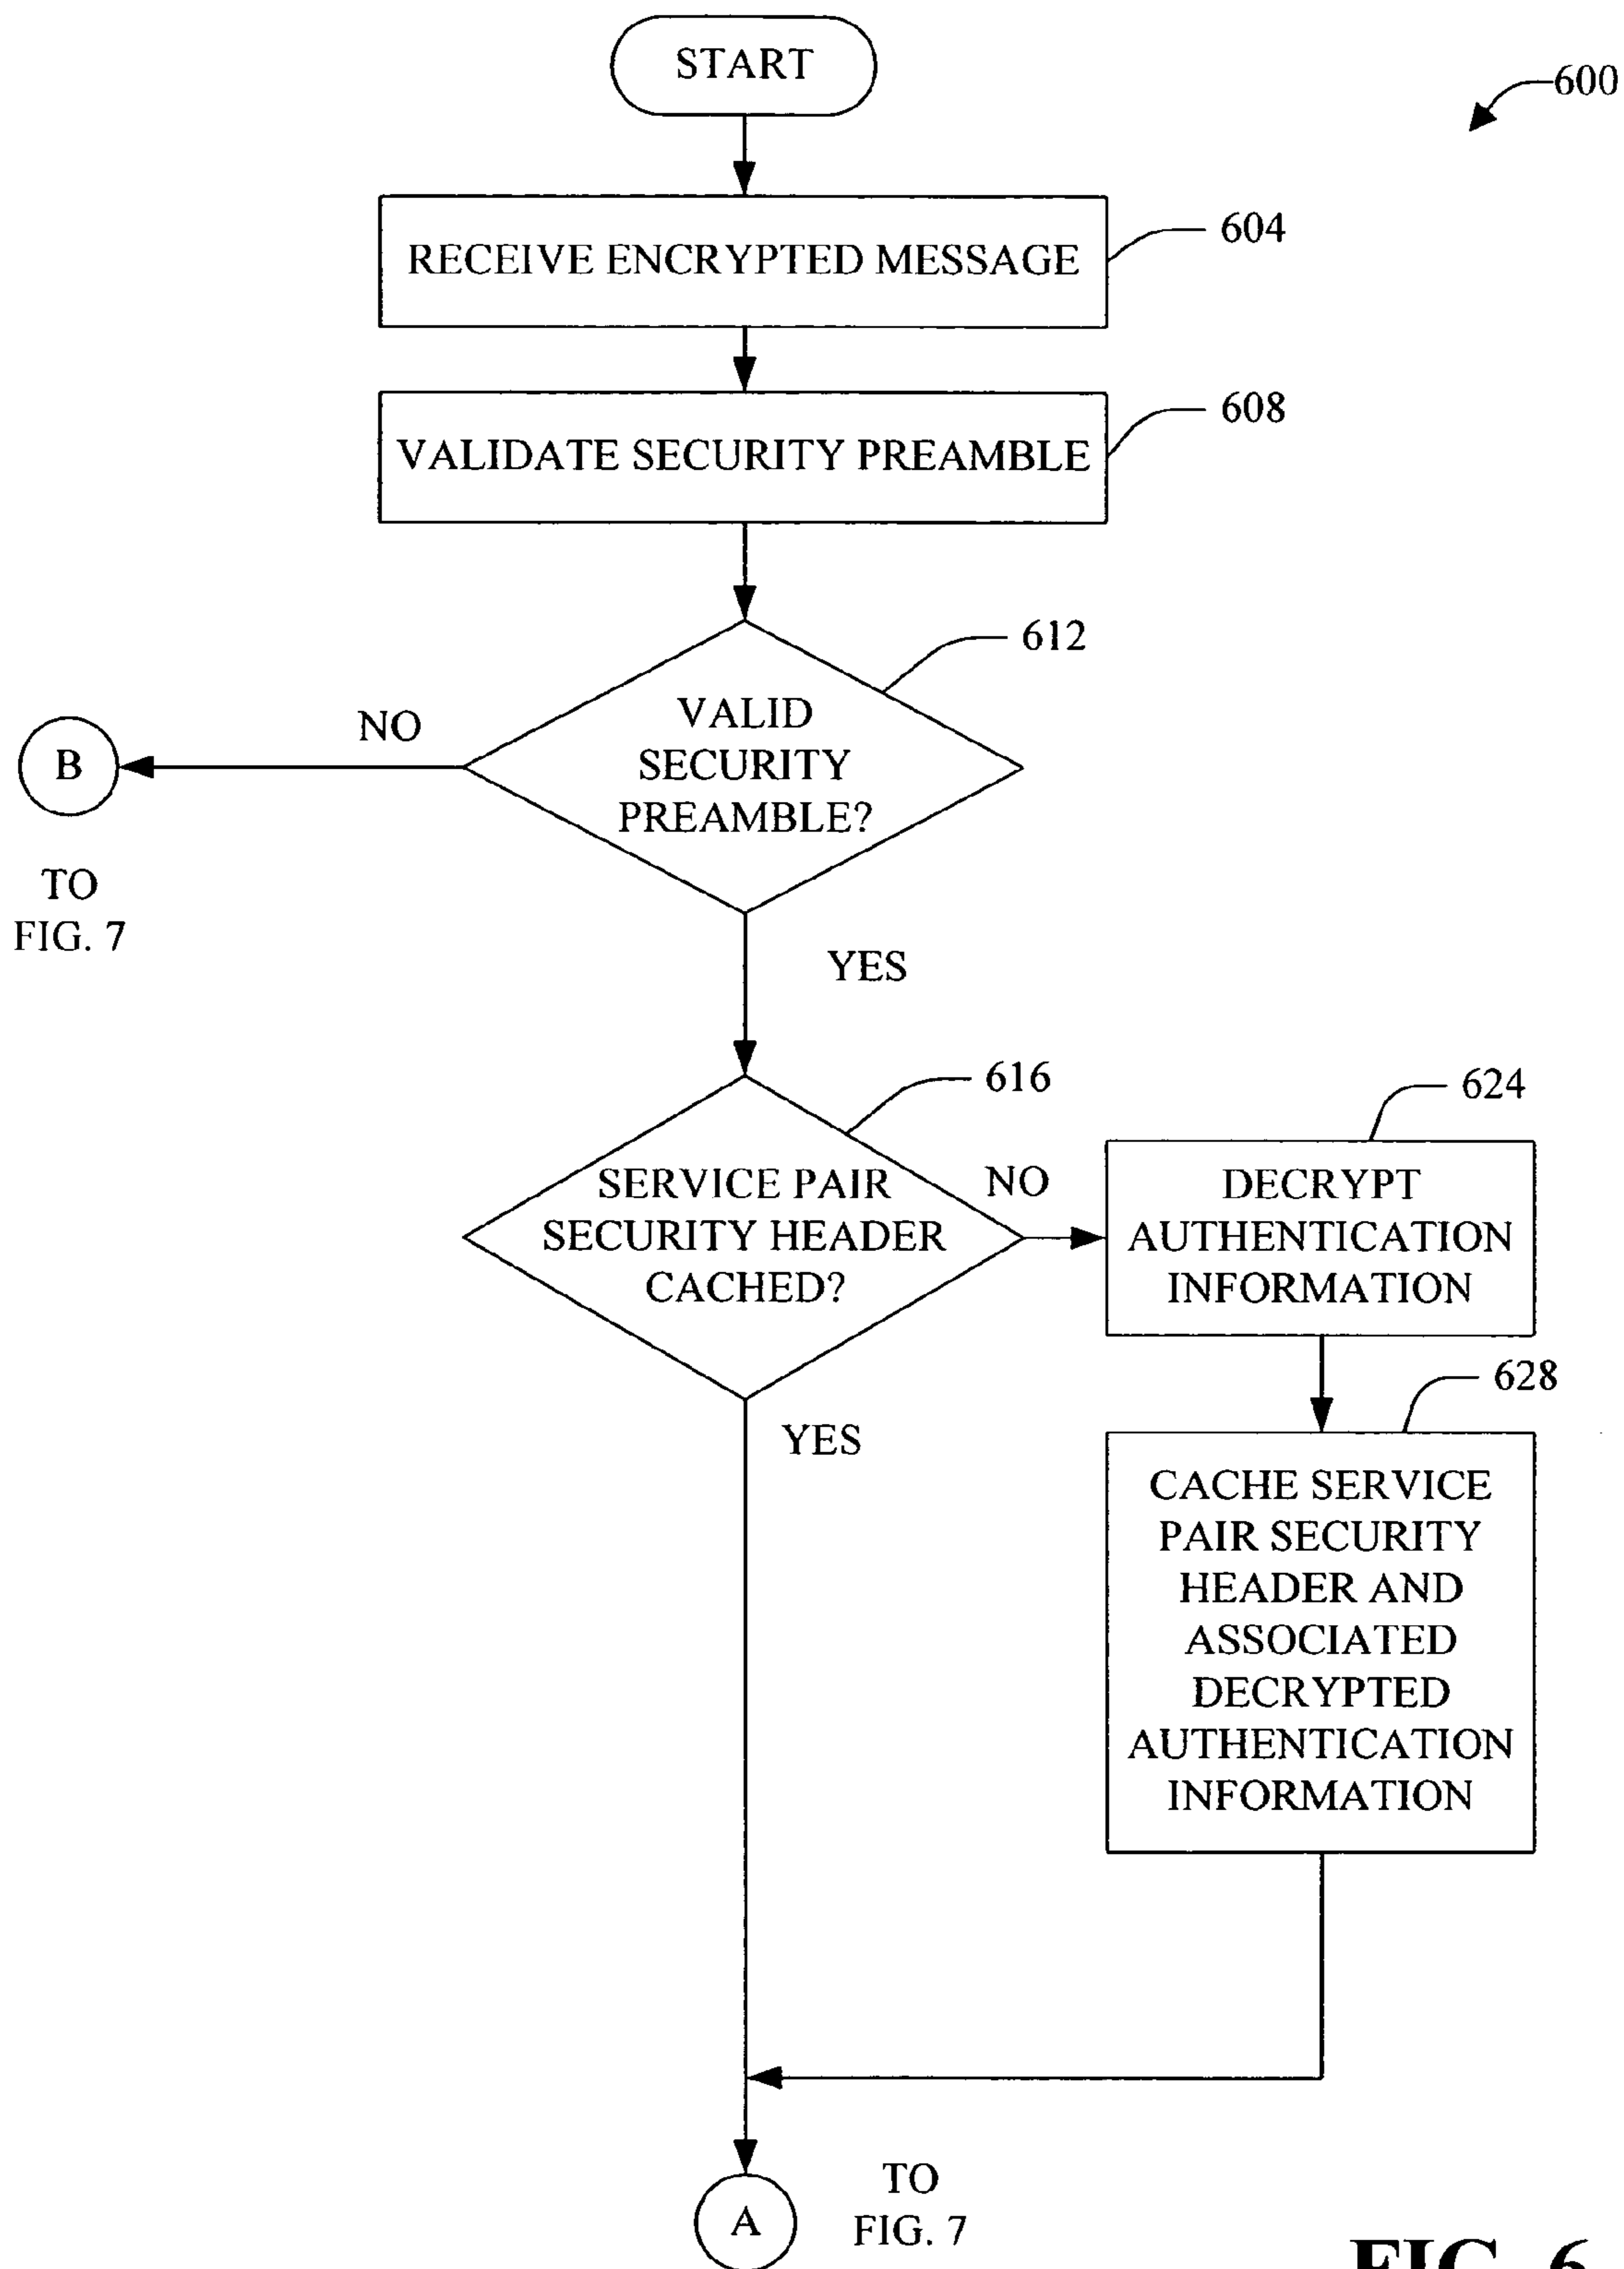 START
600
RECEIVE ENCRYPTED MESSAGE
604
VALIDATE SECURITY PREAMBLE
608
612
VALID
SECURITY
PREAMBLE?
NO
B
TO
FIG. 7
YES
616
SERVICE PAIR
SECURITY HEADER
CACHED?
NO
624
DECRYPT
AUTHENTICATION
INFORMATION
YES
628
CACHE SERVICE
PAIR SECURITY
HEADER AND
ASSOCIATED
DECRYPTED
AUTHENTICATION
INFORMATION
A
TO
FIG. 7
FIG. 6